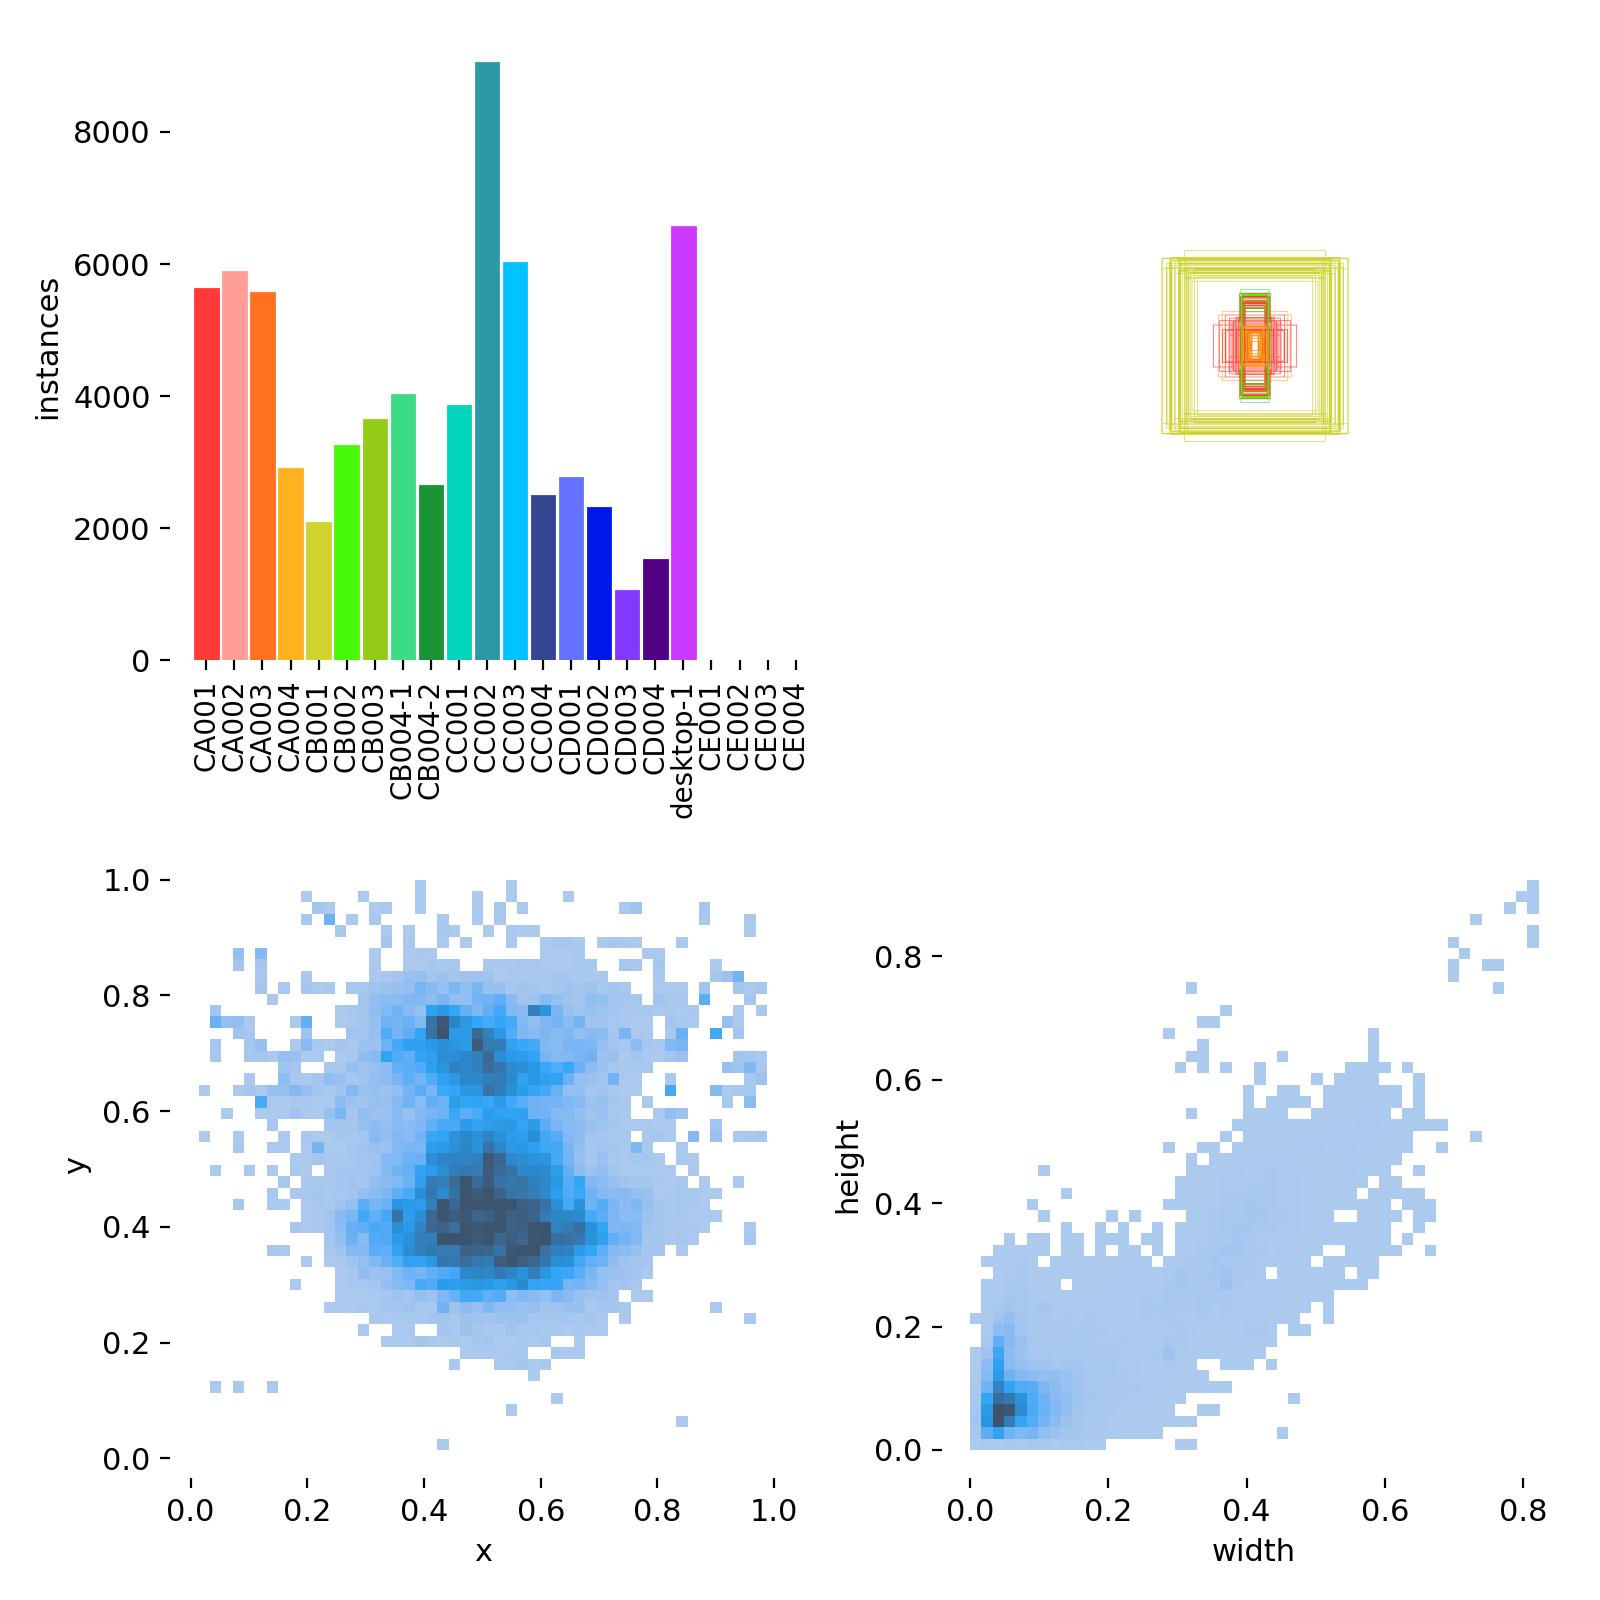 instances
8000
6000
4000
2000
0
CA001
CA002
CA003
CA004
CB001
CB002
CB003
CB004-1
CB004-2
CC001
CC002
CC003
CC004
CD001
CD002
CD003
CD004
desktop-1
CE001
CE002
CE003
CE004
y
1.0
0.8
0.6
0.4
0.2
0.0
0.0 0.2 0.4 0.6 0.8 1.0
x
height
0.8
0.6
0.4
0.2
0.0
0.0 0.2 0.4 0.6 0.8
width